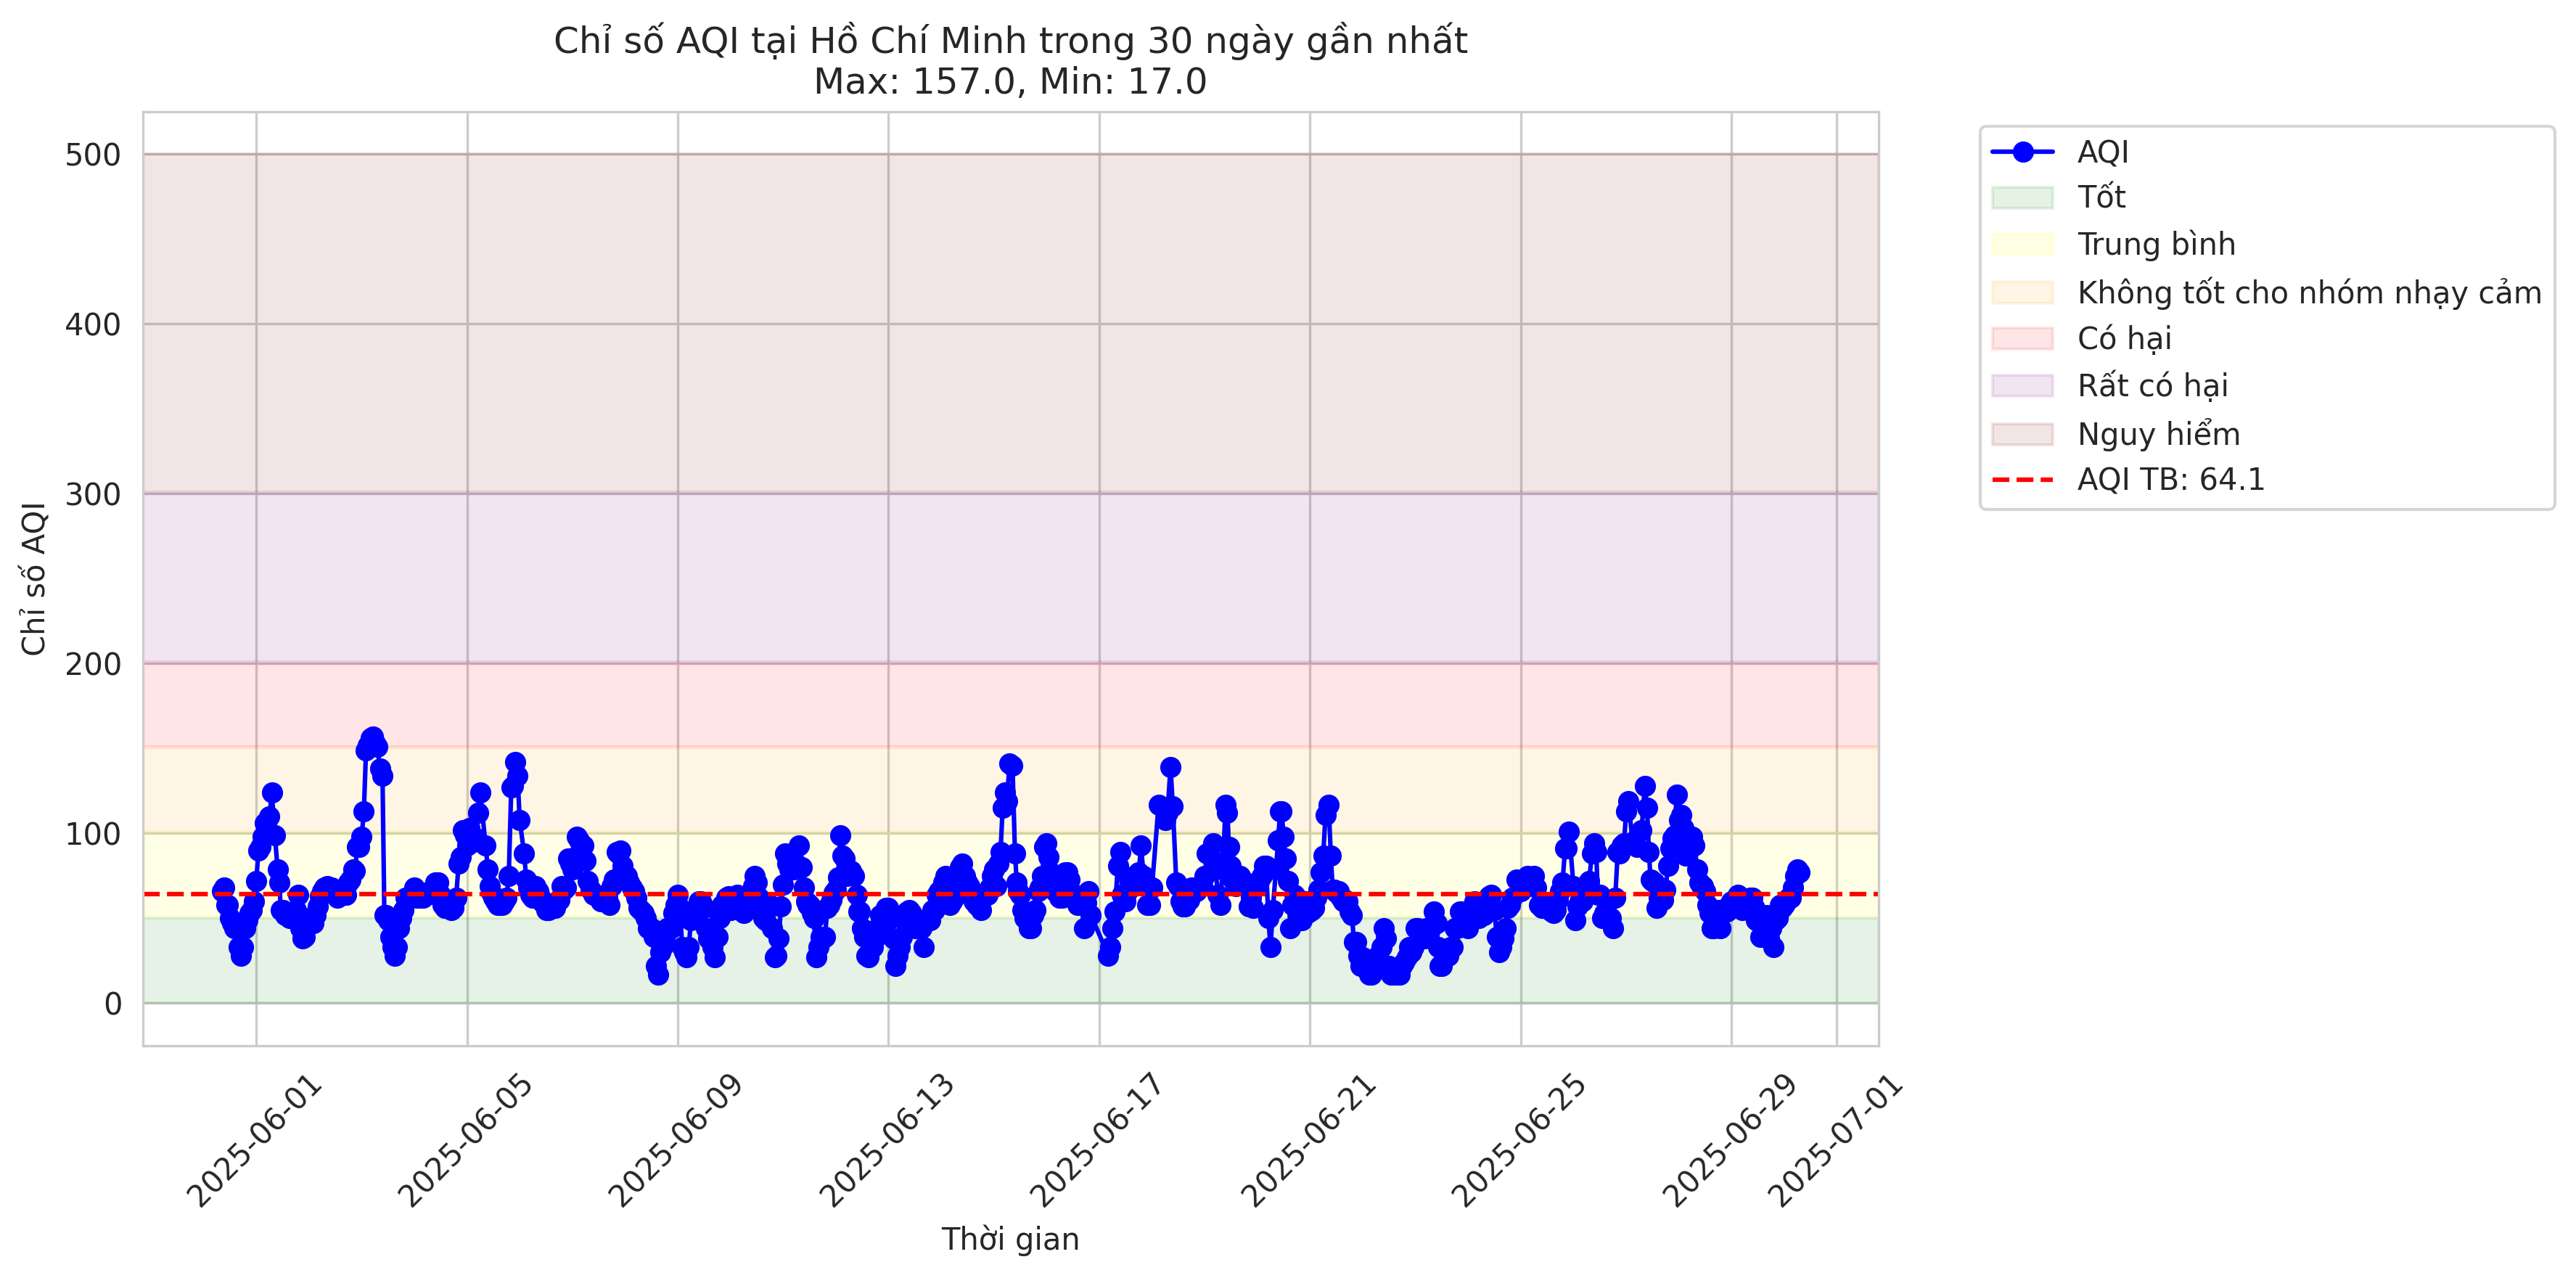 Chỉ số AQI tại Hồ Chí Minh trong 30 ngày gần nhất
Max: 157.0, Min: 17.0
Chỉ số AQI
500
400
300
200
100
0
2025-06-01
2025-06-05
2025-06-09
2025-06-13
2025-06-17
2025-06-21
2025-06-25
2025-06-29
2025-07-01
Thời gian
AQI
Tốt
Trung bình
Không tốt cho nhóm nhạy cảm
Có hại
Rất có hại
Nguy hiểm
AQI TB: 64.1